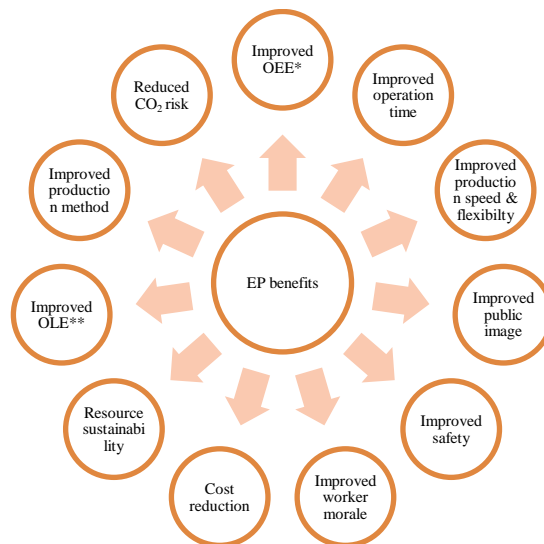 Improved
OEE*
Improved
operation
time
Improved
productio
n speed &
flexibilty
Improved
public
image
Improved
safety
Improved
worker
morale
Cost
reduction
Resource
sustainabi
lity
Improved
OLE**
Improved
productio
n method
Reduced
CO₂ risk
EP benefits